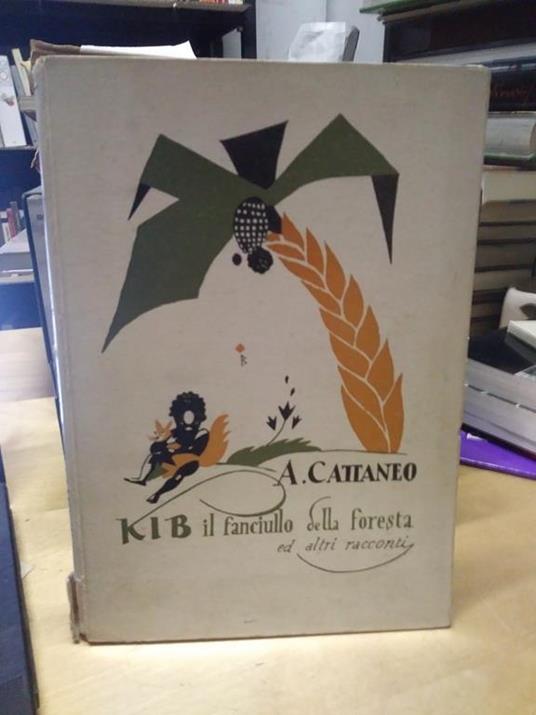 A. CATTANEO
KIB il fanciullo della foresta
ed altri racconti